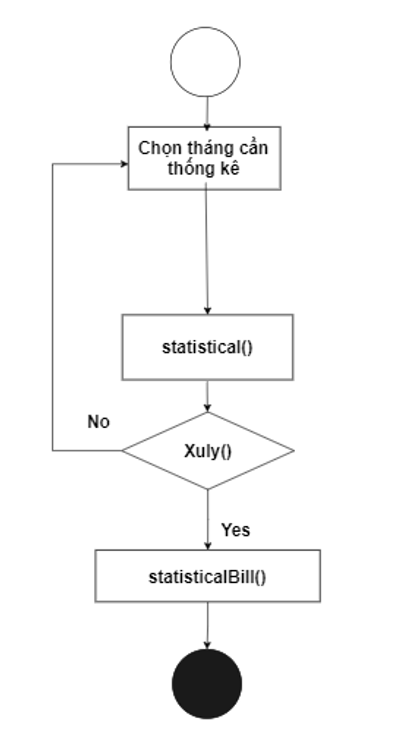 Chọn tháng cần
thống kê
statistical()
No
Xuly()
Yes
statisticalBill()